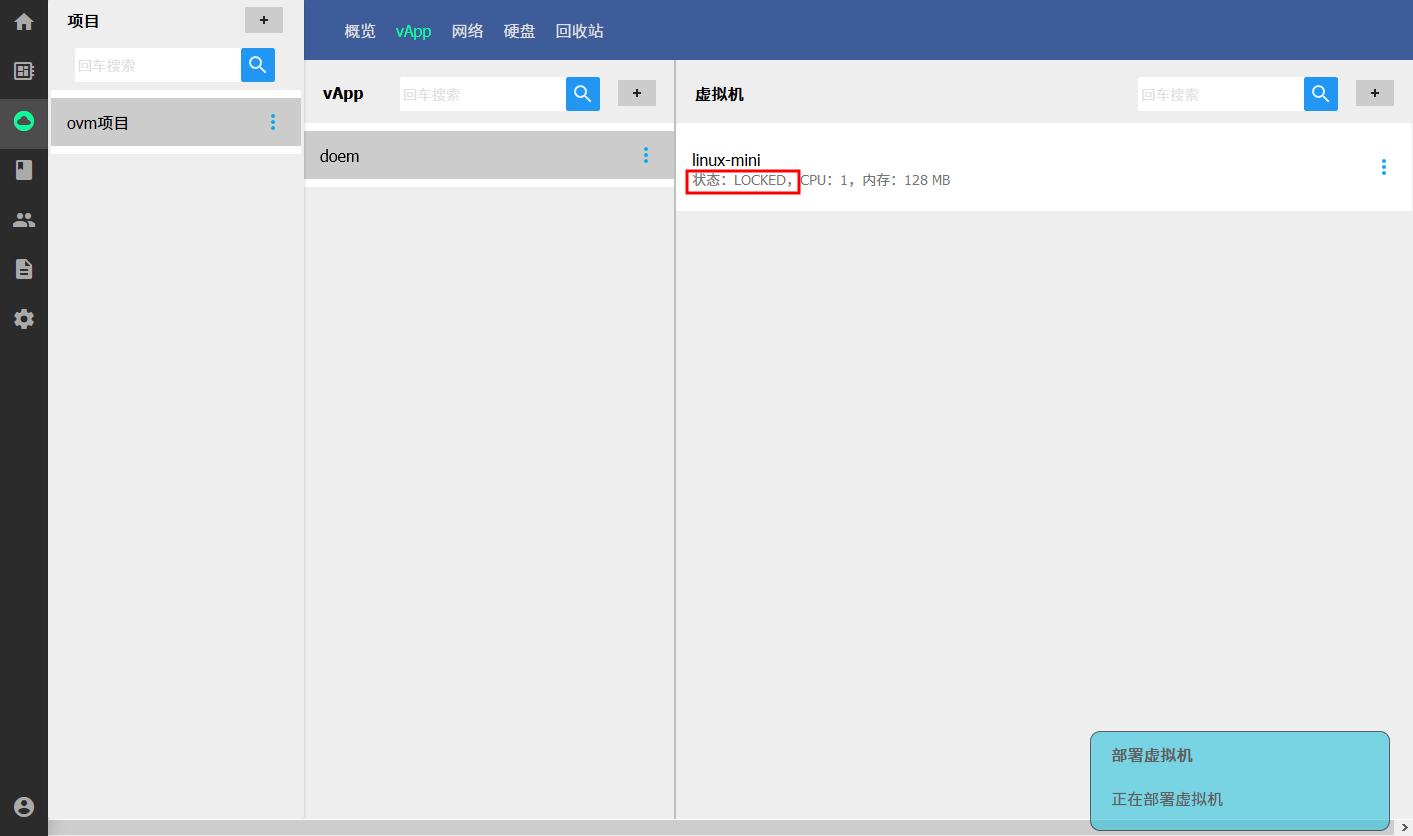 项目
+
回车搜索
ovm项目
概览 vApp 网络 硬盘 回收站
vApp
回车搜索
+
doem
虚拟机
回车搜索
+
linux-mini
状态：LOCKED，CPU：1，内存：128 MB
部署虚拟机
正在部署虚拟机